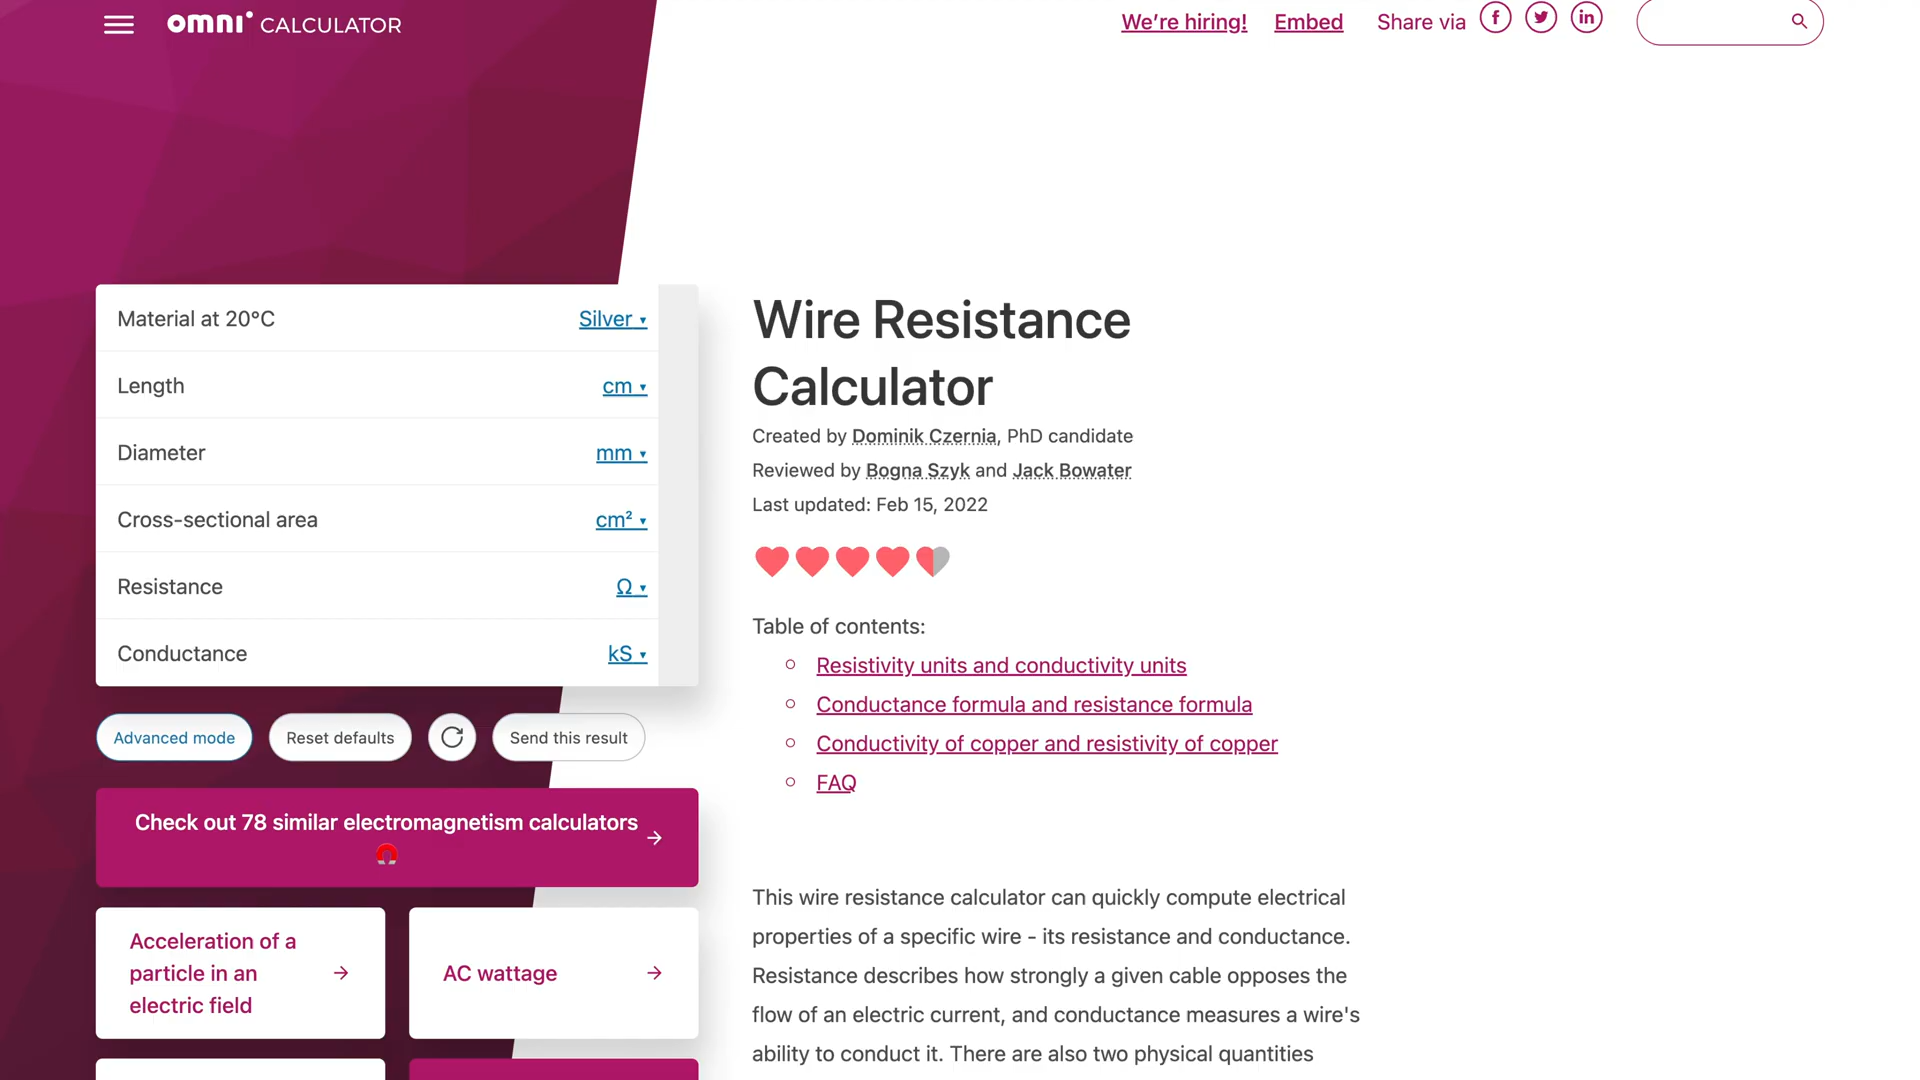 omni CALCULATOR
We're hiring!
Embed
Share via
Material at 20°C
Silver
Length
cm
Diameter
mm
Cross-sectional area
cm²
Resistance
Ω
Conductance
kS
Advanced mode
Reset defaults
Send this result
Check out 78 similar electromagnetism calculators
Acceleration of a
particle in an
electric field
AC wattage
Wire Resistance
Calculator
Created by Dominik Czernia, PhD candidate
Reviewed by Bogna Szyk and Jack Bowater
Last updated: Feb 15, 2022
Table of contents:
Resistivity units and conductivity units
Conductance formula and resistance formula
Conductivity of copper and resistivity of copper
FAQ
This wire resistance calculator can quickly compute electrical
properties of a specific wire - its resistance and conductance.
Resistance describes how strongly a given cable opposes the
flow of an electric current, and conductance measures a wire's
ability to conduct it. There are also two physical quantities